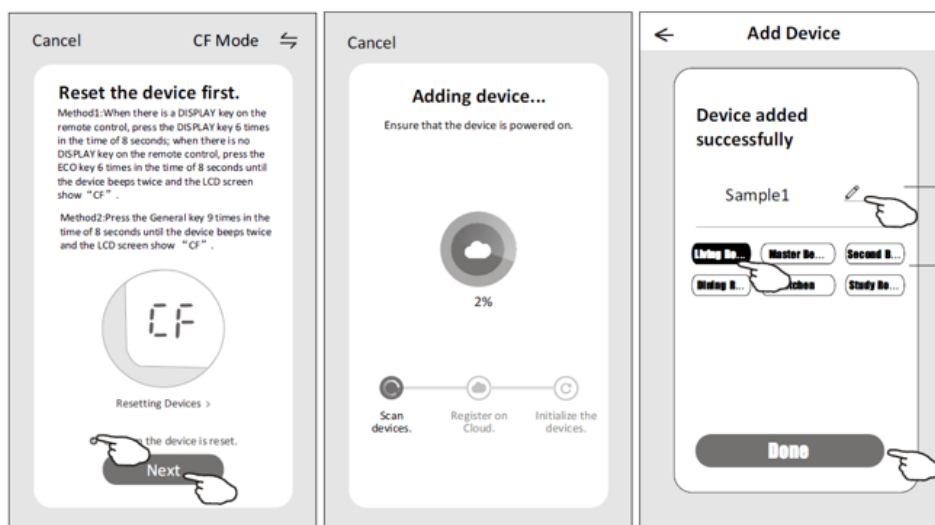 Cancel
CF Mode
Reset the device first.
Method1:When there is a DISPLAY key on the
remote control, press the DISPLAY key 6 times
in the time of 8 seconds; when there is no
DISPLAY key on the remote control, press the
ECO key 6 times in the time of 8 seconds until
the device beeps twice and the LCD screen
show “CF”.
Method2:Press the General key 9 times in the
time of 8 seconds until the device beeps twice
and the LCD screen show “CF”.
CF
Resetting Devices >
the device is reset.
Next
Cancel
Adding device...
Ensure that the device is powered on.
2%
Scan
devices.
Register on
Cloud.
Initialize the
devices.
Add Device
Device added
successfully
Sample1
Living Ro...
Master Be...
Second B...
Dining R...
Study Ro...
Done